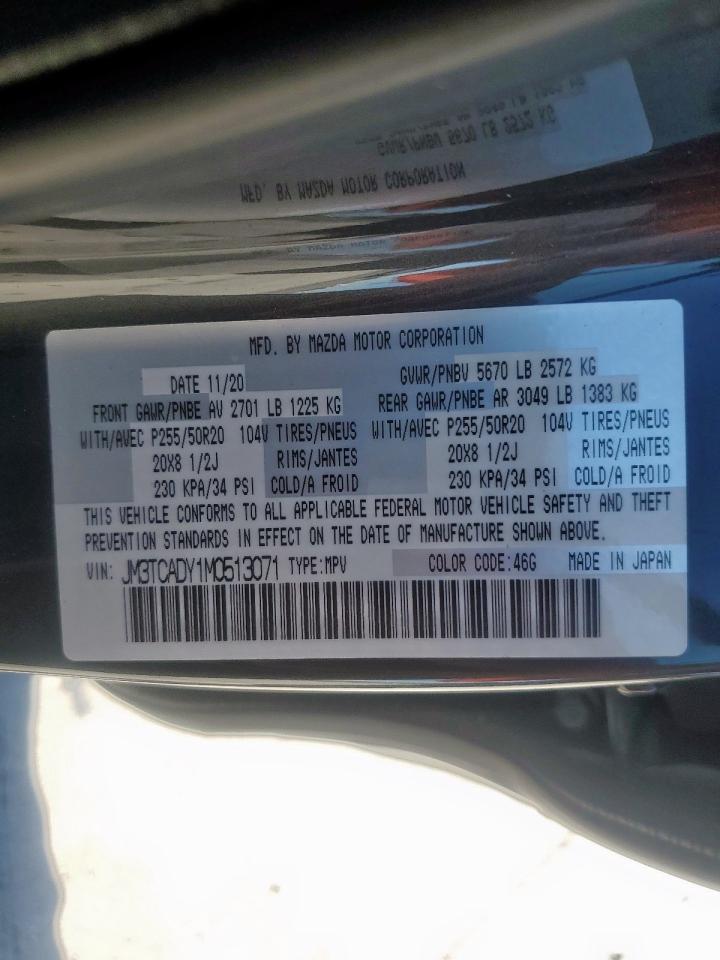 MFD. BY MAZDA MOTOR CORPORATION
DATE 11/20 GVWR/PNBV 5670 LB 2572 KG
FRONT GAWR/PNBE AV 2701 LB 1225 KG REAR GAWR/PNBE AR 3049 LB 1383 KG
WITH/AVEC P255/50R20 104V TIRES/PNEUS WITH/AVEC P255/50R20 104V TIRES/PNEUS
20X8 1/2J RIMS/JANTES 20X8 1/2J RIMS/JANTES
230 KPA/34 PSI COLD/A FROID 230 KPA/34 PSI COLD/A FROID
THIS VEHICLE CONFORMS TO ALL APPLICABLE FEDERAL MOTOR VEHICLE SAFETY AND THEFT
PREVENTION STANDARDS IN EFFECT ON THE DATE OF MANUFACTURE SHOWN ABOVE.
VIN: JM3TCADY1M0513071 TYPE:MPV COLOR CODE:46G MADE IN JAPAN